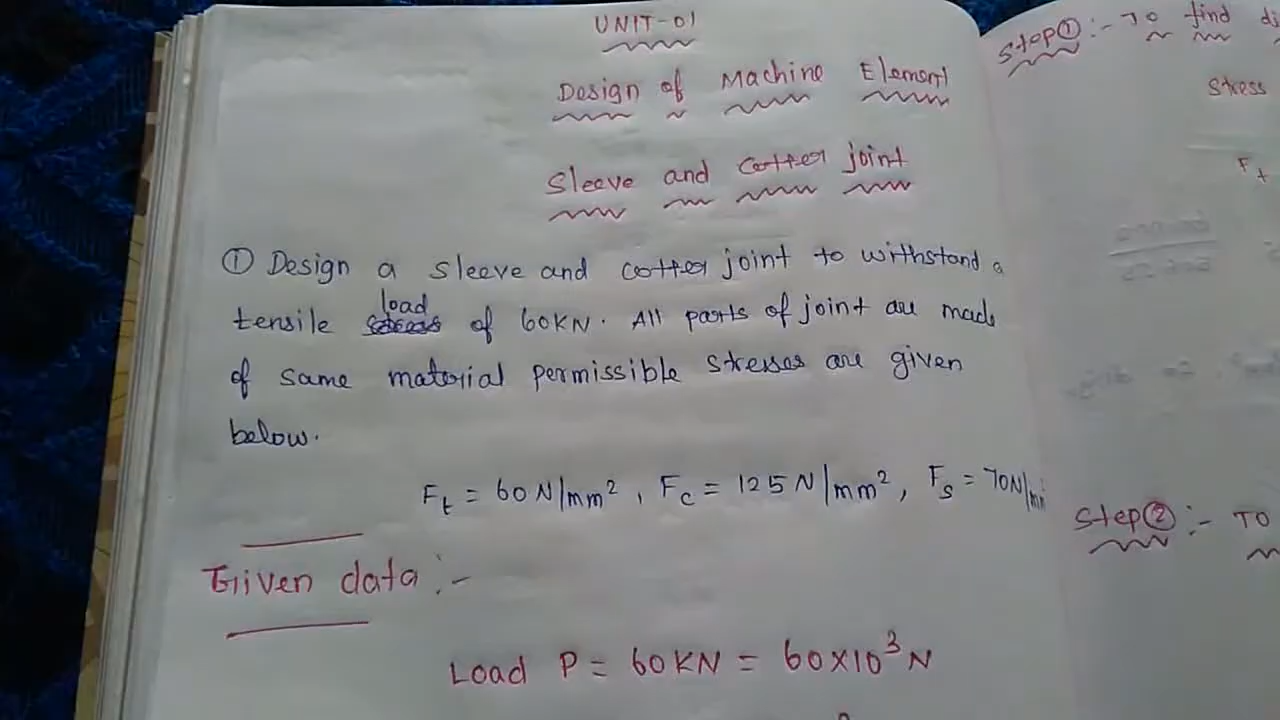 UNIT-01
Design of Machine Element
Sleeve and Cotter joint
① Design a sleeve and cotter joint to withstand a
load
tensile of 60KN. All parts of joint are made
of same material permissible stresses are given
below.
Ft = 60 N/mm², Fc = 125 N/mm², Fs = 70N/
Given data :-
Load P = 60KN = 60×10³ N
Step① :- To find
Stress
Ft
Step② :- TO